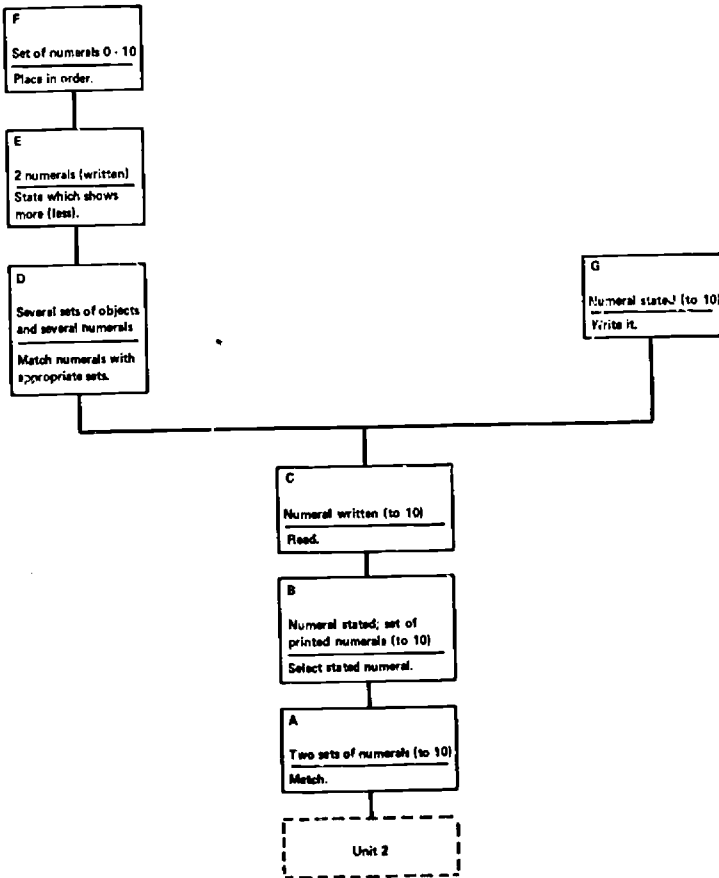 F
Set of numerals 0 - 10
Place in order.
E
2 numerals (written)
State which shows
more (less).
D
Several sets of objects
and several numerals
Match numerals with
appropriate sets.
G
Numeral stated (to 10)
Write it.
C
Numeral written (to 10)
Read.
B
Numeral stated; set of
printed numerals (to 10)
Select stated numeral.
A
Two sets of numerals (to 10)
Match.
Unit 2